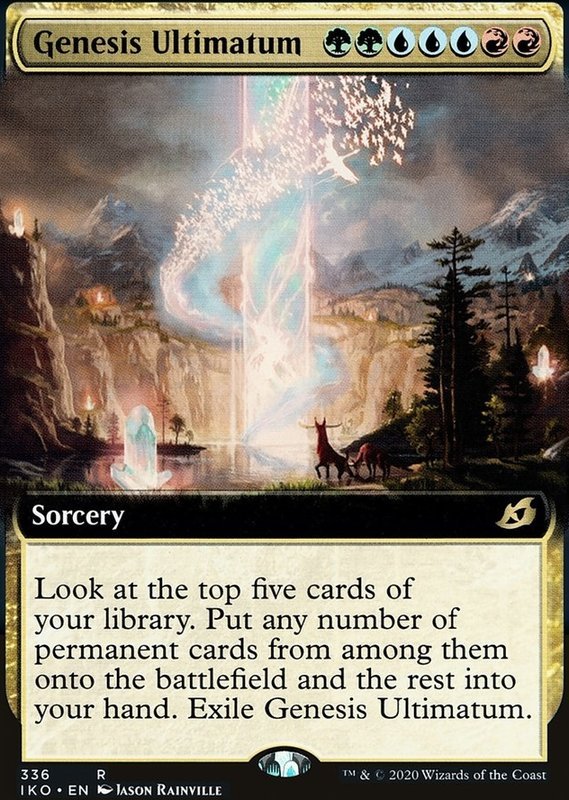 Genesis Ultimatum
Sorcery
Look at the top five cards of
your library. Put any number of
permanent cards from among them
onto the battlefield and the rest into
your hand. Exile Genesis Ultimatum.
336 R
IKO • EN Jason Rainville
™ & © 2020 Wizards of the Coast